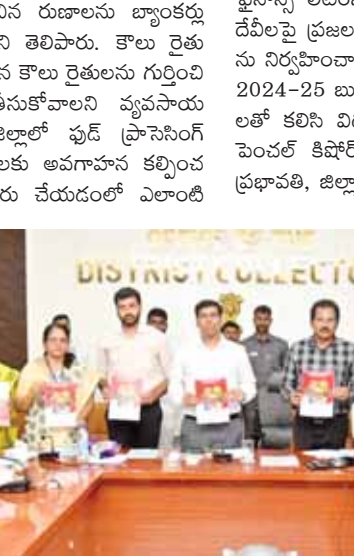 చిన రుణాలను బ్యాంకర్లు
ని తెలిపారు. కౌలు రైతు
న కౌలు రైతులను గుర్తించి
తీసుకోవాలని వ్యవసాయ
జిల్లాలో ఫుడ్ ప్రాసెసింగ్
లకు అవగాహన కల్పించ
రు చేయడంలో ఎలాంటి
దేవీలపై ప్రజల
ను నిర్వహించా
2024-25 బు
లతో కలిసి వి
పెంచల్ కిషోర్
ప్రభావతి, జిల్లా
DISTRICT COLLECTO